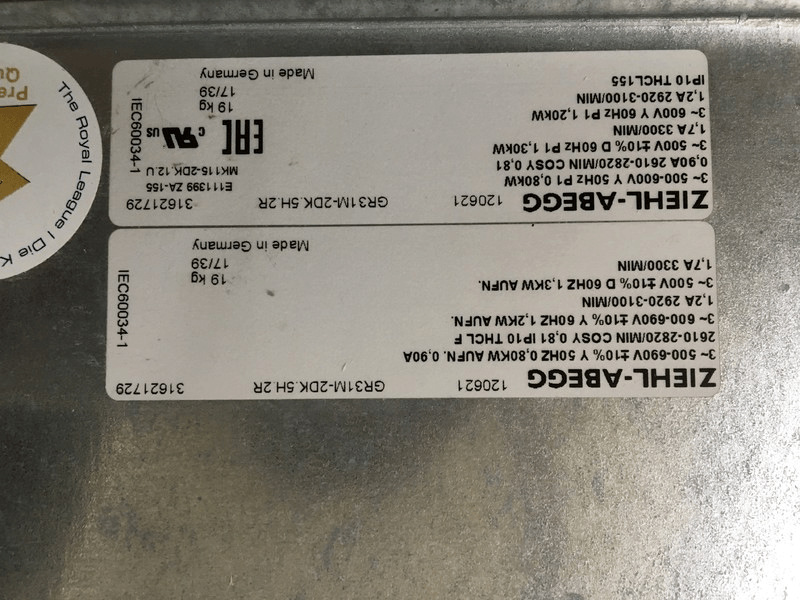 ZIEHL-ABEGG 120621 GR31M-2DK.5H.2R 31621729
3~ 500-690V ±10% Y 50HZ 0,80KW AUFN. 0,90A
2610-2820/MIN COSY 0,81 IP10 THCL F
3~ 600-690V ±10% Y 60HZ 1,2KW AUFN.
1,2A 2920-3100/MIN
3~ 500V ±10% D 60HZ 1,3KW AUFN.
1,7A 3300/MIN
19 kg
17/39
Made in Germany
IEC60034-1
ZIEHL-ABEGG 120621 GR31M-2DK.5H.2R 31621729
3~ 500-600V Y 50Hz P1 0,80kW
0,90A 2610-2820/MIN COSY 0,81
3~ 500V ±10% D 60Hz P1 1,30kW
1,7A 3300/MIN
3~ 600V Y 60Hz P1 1,20kW
1,2A 2920-3100/MIN
IP10 THCL155
E111399 ZA-155
MK115-2DK.12.U
EAC
c UR US
19 kg
17/39
Made in Germany
IEC60034-1
The Royal League | Die K